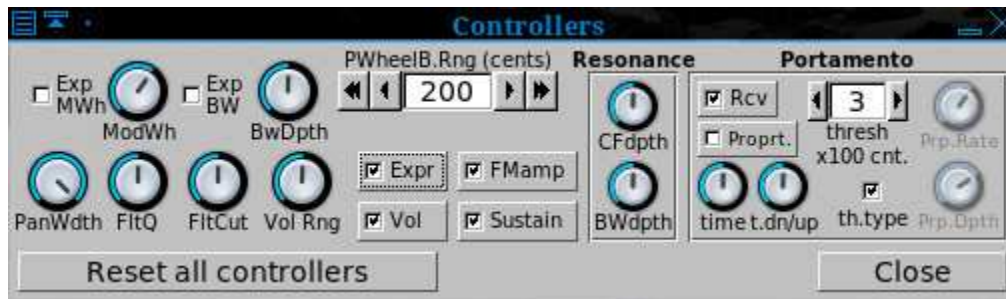 Controllers
Exp
MWh
ModWh
Exp
BW
BwDpth
PWheelB.Rng (cents)
200
PanWdth
FltQ
FltCut
Vol Rng
Expr
FMamp
Vol
Sustain
Resonance
CFdpth
BWdpth
Portamento
Rcv
Proprt.
3
thresh
x100 cnt.
Prp.Rate
time
t.dn/up
th.type
Prp.Dpth
Reset all controllers
Close